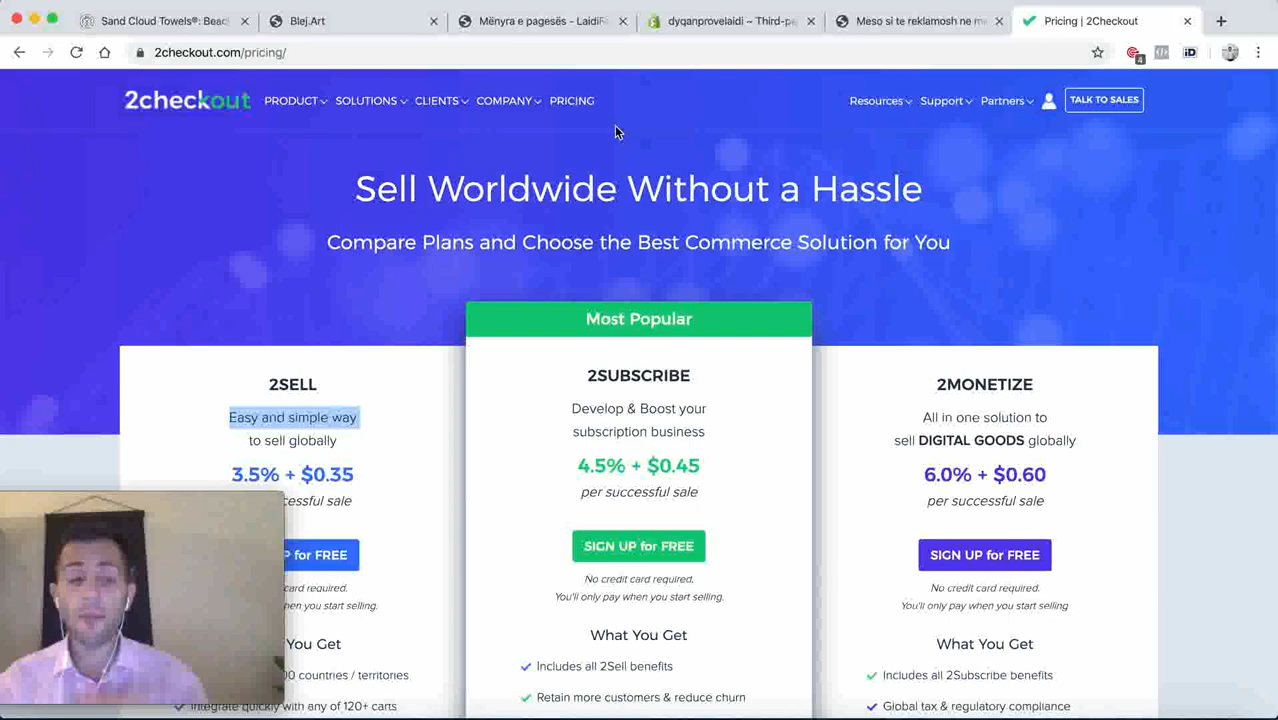 Sand Cloud Towels®: Beac
Blej.Art
Mënyra e pagesës - LaidiRe
dyqanprovelaidi ~ Third-pa
Meso si te reklamosh ne m
Pricing | 2Checkout
2checkout.com/pricing/
4
iD
2checkout
PRODUCT
SOLUTIONS
CLIENTS
COMPANY
PRICING
Resources
Support
Partners
TALK TO SALES
Sell Worldwide Without a Hassle
Compare Plans and Choose the Best Commerce Solution for You
2SELL
Easy and simple way
to sell globally
3.5% + $0.35
cessful sale
P for FREE
card required.
hen you start selling.
You Get
00 countries / territories
Integrate quickly with any of 120+ carts
Most Popular
2SUBSCRIBE
Develop & Boost your
subscription business
4.5% + $0.45
per successful sale
SIGN UP for FREE
No credit card required.
You'll only pay when you start selling.
What You Get
Includes all 2Sell benefits
Retain more customers & reduce churn
2MONETIZE
All in one solution to
sell DIGITAL GOODS globally
6.0% + $0.60
per successful sale
SIGN UP for FREE
No credit card required.
You'll only pay when you start selling
What You Get
Includes all 2Subscribe benefits
Global tax & regulatory compliance